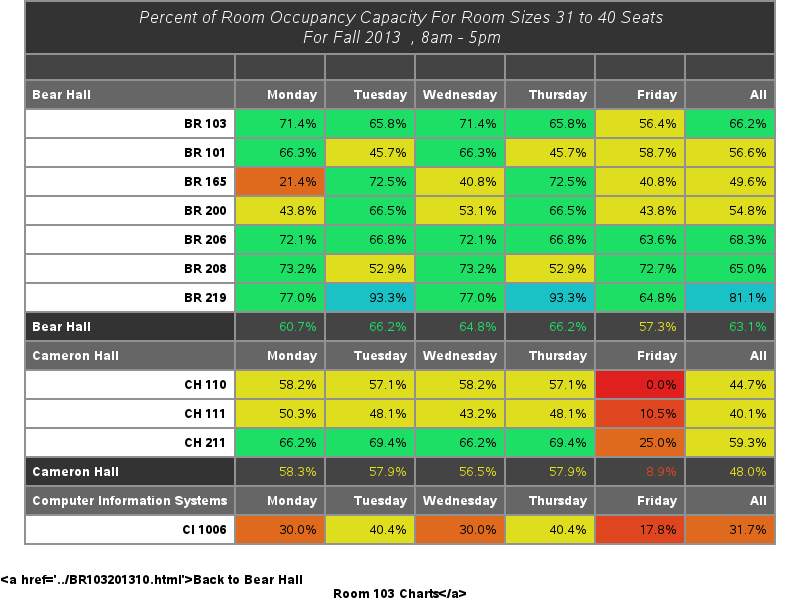 Percent of Room Occupancy Capacity For Room Sizes 31 to 40 Seats
For Fall 2013 , 8am - 5pm
Bear Hall Monday Tuesday Wednesday Thursday Friday All
BR 103 71.4% 65.8% 71.4% 65.8% 56.4% 66.2%
BR 101 66.3% 45.7% 66.3% 45.7% 58.7% 56.6%
BR 165 21.4% 72.5% 40.8% 72.5% 40.8% 49.6%
BR 200 43.8% 66.5% 53.1% 66.5% 43.8% 54.8%
BR 206 72.1% 66.8% 72.1% 66.8% 63.6% 68.3%
BR 208 73.2% 52.9% 73.2% 52.9% 72.7% 65.0%
BR 219 77.0% 93.3% 77.0% 93.3% 64.8% 81.1%
Bear Hall 60.7% 66.2% 64.8% 66.2% 57.3% 63.1%
Cameron Hall Monday Tuesday Wednesday Thursday Friday All
CH 110 58.2% 57.1% 58.2% 57.1% 0.0% 44.7%
CH 111 50.3% 48.1% 43.2% 48.1% 10.5% 40.1%
CH 211 66.2% 69.4% 66.2% 69.4% 25.0% 59.3%
Cameron Hall 58.3% 57.9% 56.5% 57.9% 8.9% 48.0%
Computer Information Systems Monday Tuesday Wednesday Thursday Friday All
CI 1006 30.0% 40.4% 30.0% 40.4% 17.8% 31.7%
<a href='../BR103201310.html'>Back to Bear Hall
Room 103 Charts</a>